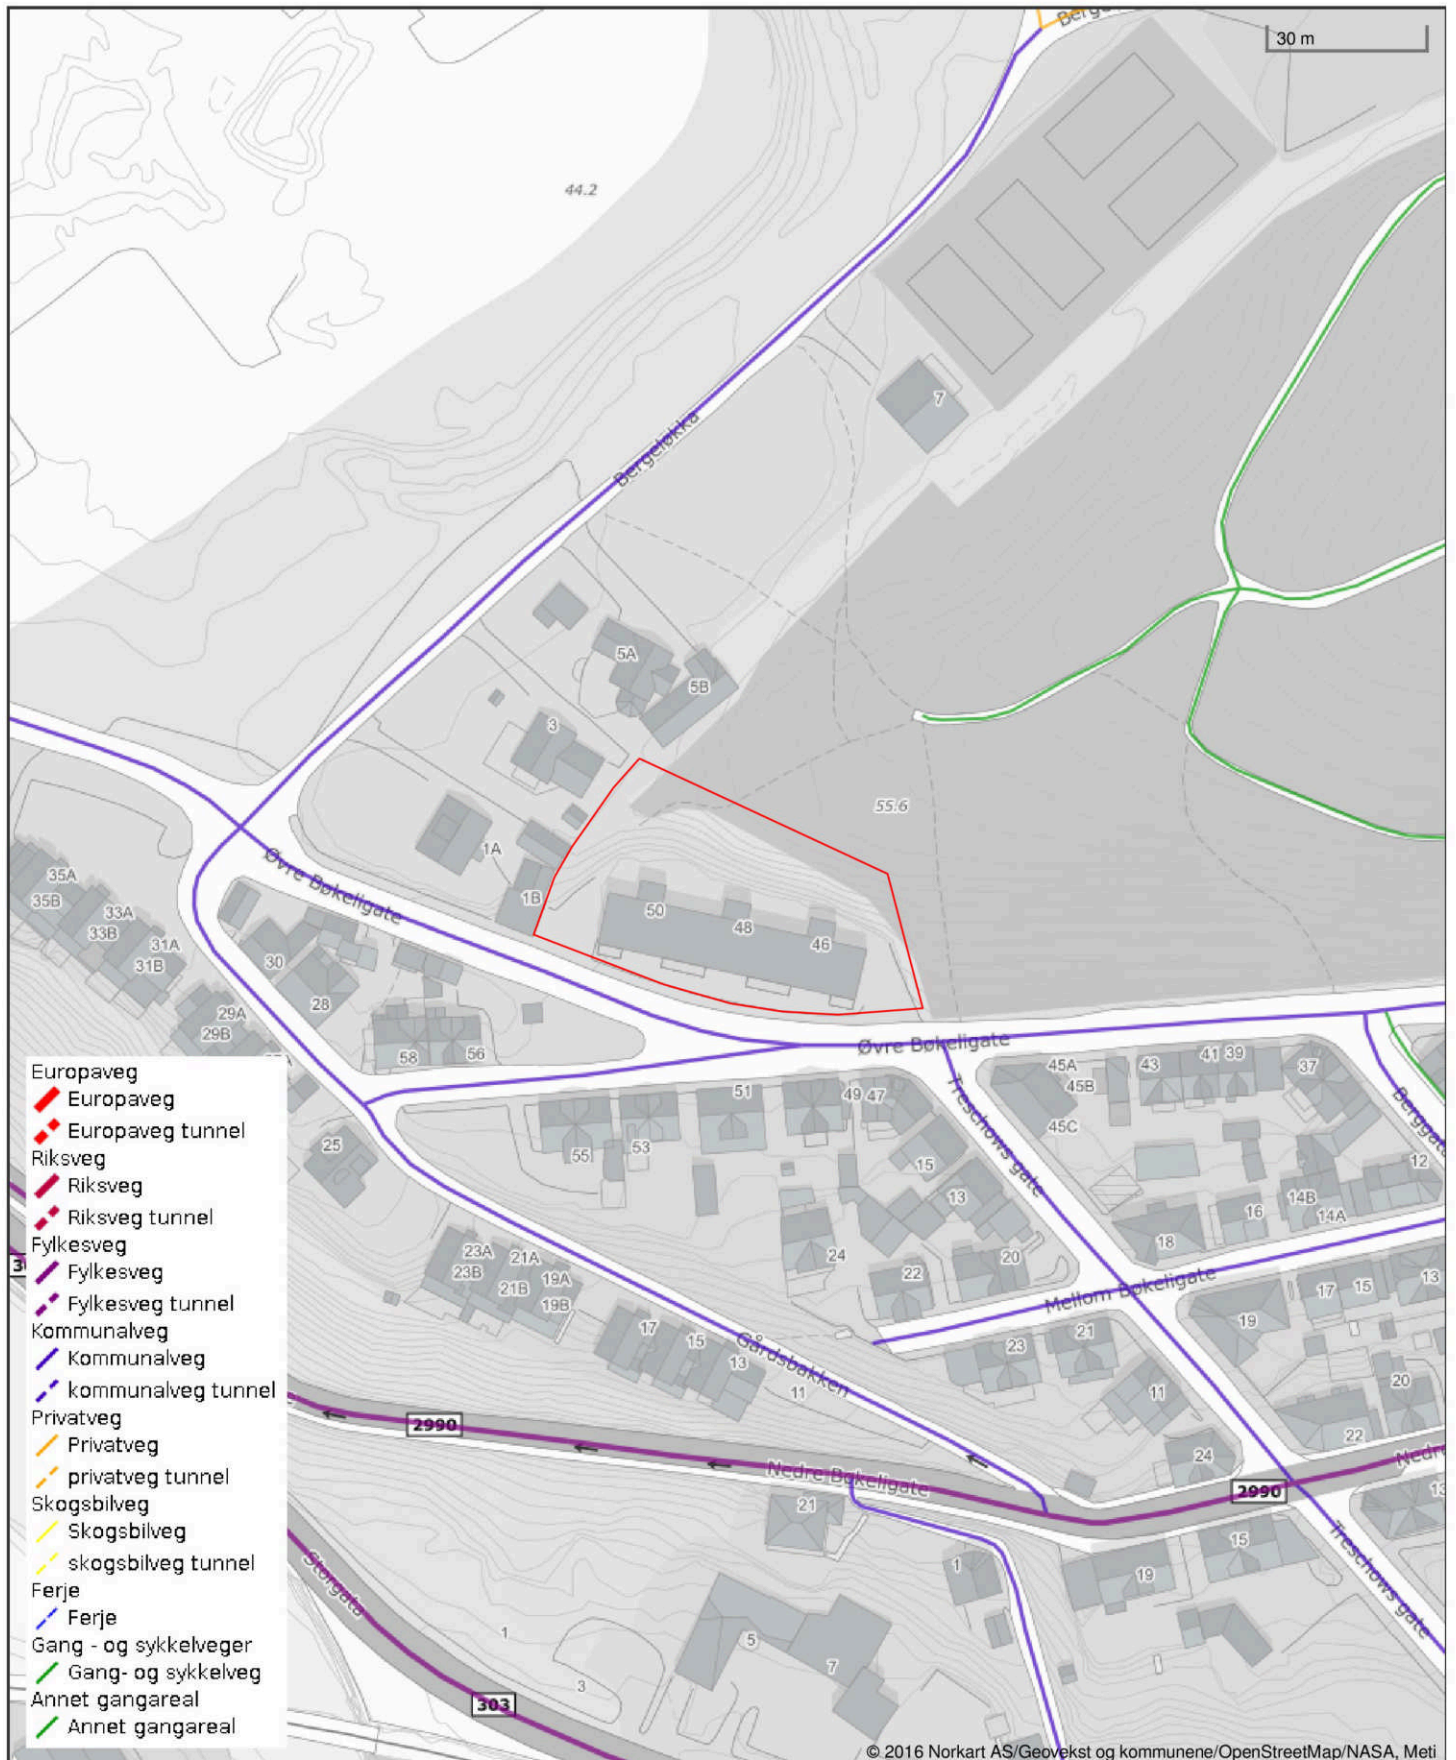 Berge
30 m
44.2
7
Bergeløkka
5A
5B
3
55.6
1A
1B
Øvre Bøkeligate
50
48
46
35A
35B
33A
33B
31A
31B
30
28
29A
29B
58
56
Øvre Bøkeligate
45A
45B
45C
43
41
39
37
51
49
47
Treschows gate
Berggata
55
53
25
15
13
12
14B
14A
16
18
24
22
20
23A
23B
21A
21B
19A
19B
Mellom Bøkeligate
17
15
13
19
17
15
13
11
Gårdsbakken
23
21
11
20
22
24
2990
Nedre Bøkeligate
2990
Nedre
13
21
15
19
1
Treschows gate
Storgata
1
5
7
3
303
Europaveg
Europaveg
Europaveg tunnel
Riksveg
Riksveg
Riksveg tunnel
Fylkesveg
Fylkesveg
Fylkesveg tunnel
Kommunalveg
Kommunalveg
kommunalveg tunnel
Privatveg
Privatveg
privatveg tunnel
Skogsbilveg
Skogsbilveg
skogsbilveg tunnel
Ferje
Ferje
Gang - og sykkelveger
Gang- og sykkelveg
Annet gangareal
Annet gangareal
© 2016 Norkart AS/Geovekst og kommunene/OpenStreetMap/NASA, Meti